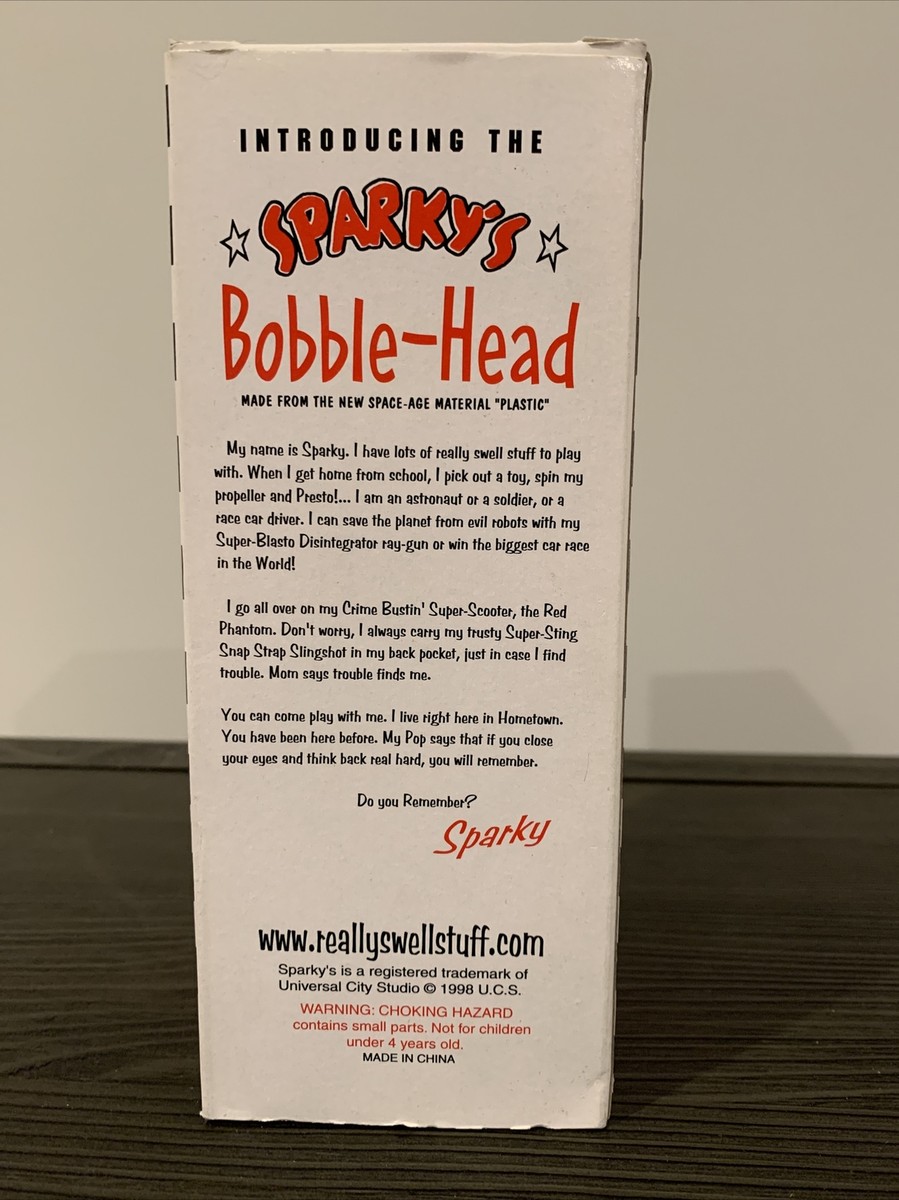 INTRODUCING THE
SPARKY'S
Bobble-Head
MADE FROM THE NEW SPACE-AGE MATERIAL "PLASTIC"
My name is Sparky. I have lots of really swell stuff to play
with. When I get home from school, I pick out a toy, spin my
propeller and Presto!... I am an astronaut or a soldier, or a
race car driver. I can save the planet from evil robots with my
Super-Blasto Disintegrator ray-gun or win the biggest car race
in the World!
I go all over on my Crime Bustin' Super-Scooter, the Red
Phantom. Don't worry, I always carry my trusty Super-Sting
Snap Strap Slingshot in my back pocket, just in case I find
trouble. Mom says trouble finds me.
You can come play with me. I live right here in Hometown.
You have been here before. My Pop says that if you close
your eyes and think back real hard, you will remember.
Do you Remember?
Sparky
www.reallyswellstuff.com
Sparky's is a registered trademark of
Universal City Studio © 1998 U.C.S.
WARNING: CHOKING HAZARD
contains small parts. Not for children
under 4 years old.
MADE IN CHINA